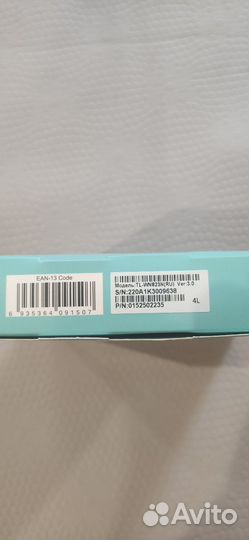 EAN-13 Code
6 935364 091507
Модель:TL-WN823N(RU) Ver:3.0
S/N:220A1K3009638
P/N:0152502235
4L
Avito